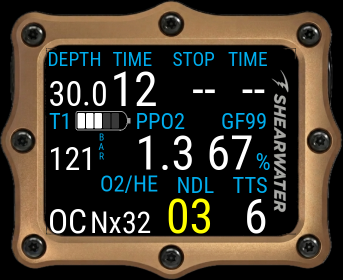 DEPTH TIME STOP TIME
30.0 12 -- --
T1 PPO2 GF99
121 BAR 1.3 67%
O2/HE NDL TTS
OC Nx32 03 6
SHEARWATER